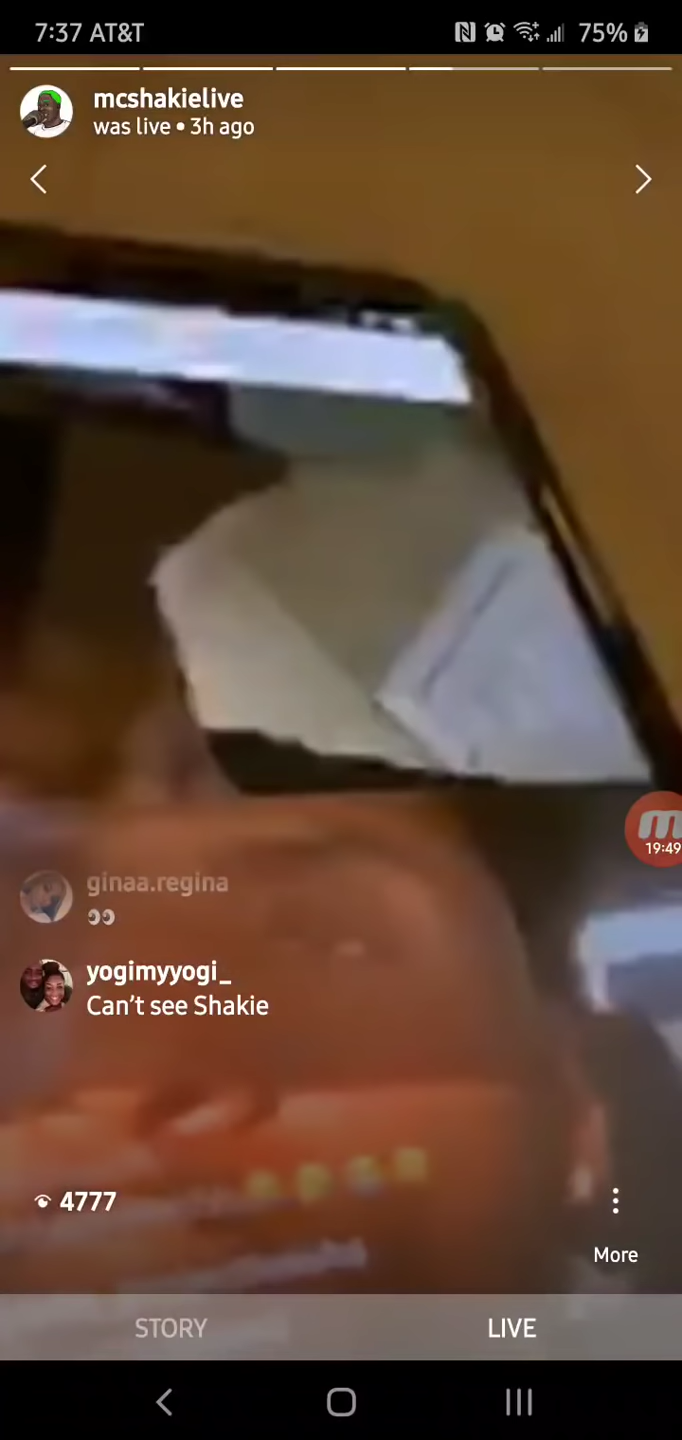 7:37 AT&T
75%
mcshakielive
was live • 3h ago
19:49
ginaa.regina
👀
yogimyyogi_
Can't see Shakie
4777
More
STORY
LIVE